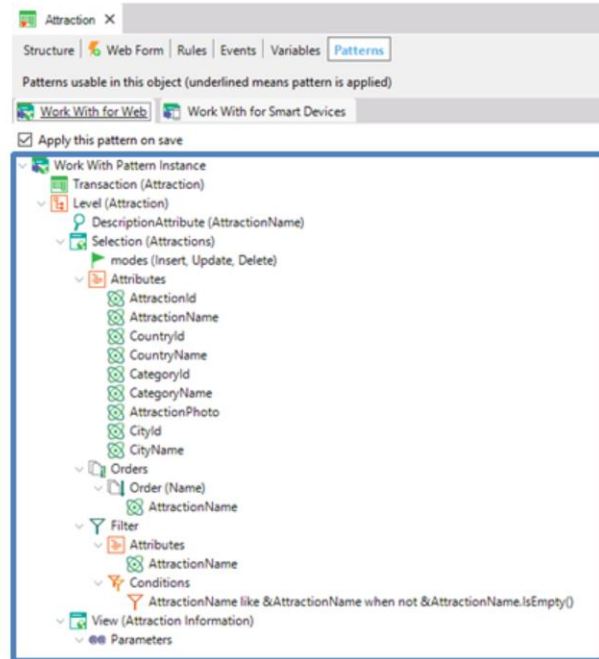 Attraction
Structure Web Form Rules Events Variables Patterns
Patterns usable in this object (underlined means pattern is applied)
Work With for Web Work With for Smart Devices
Apply this pattern on save
Work With Pattern Instance
Transaction (Attraction)
Level (Attraction)
DescriptionAttribute (AttractionName)
Selection (Attractions)
modes (Insert, Update, Delete)
Attributes
AttractionId
AttractionName
CountryId
CountryName
CategoryId
CategoryName
AttractionPhoto
CityId
CityName
Orders
Order (Name)
AttractionName
Filter
Attributes
AttractionName
Conditions
AttractionName like &AttractionName when not &AttractionName.IsEmpty()
View (Attraction Information)
Parameters